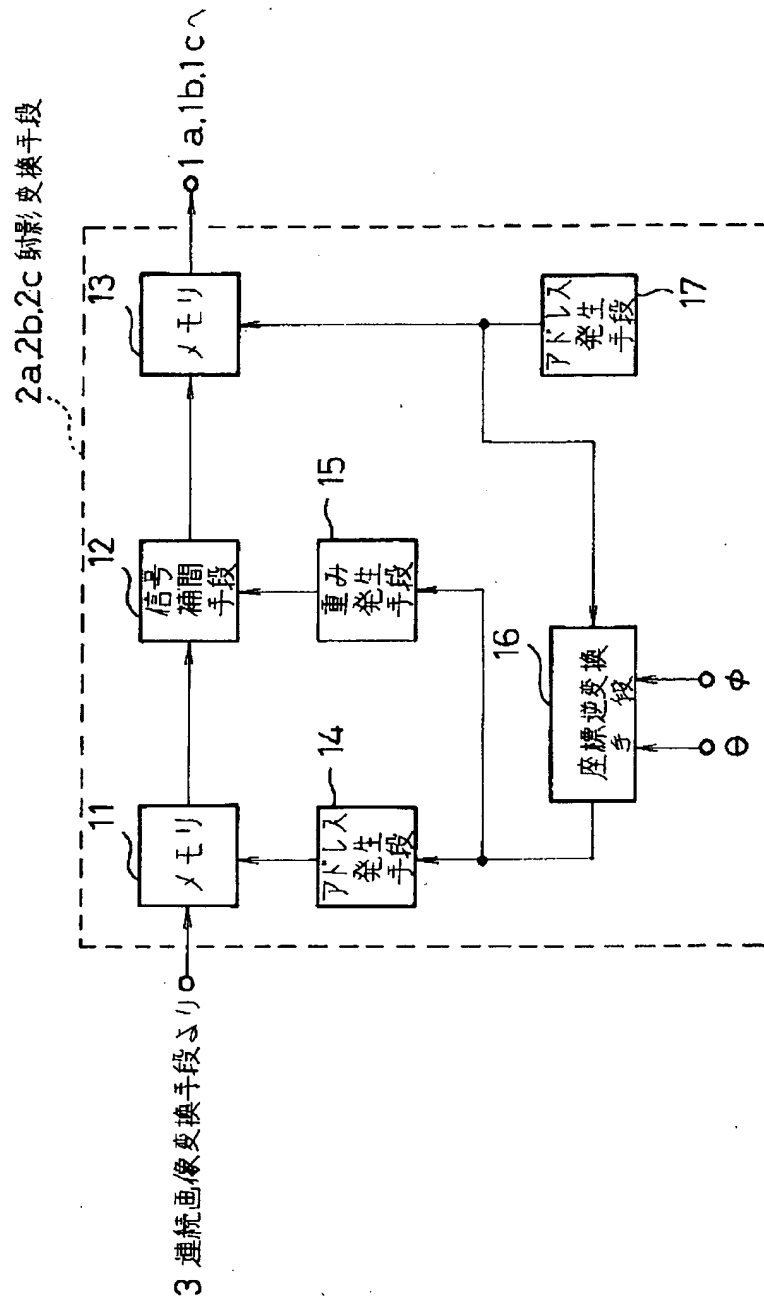 2a,2b,2c 射影変換手段
3 連続画像変換手段より
11
メモリ
12
信号
補間
手段
13
メモリ
1a,1b,1cへ
14
アドレス
発生
手段
15
重み
発生
手段
16
座標逆変換
手段
θ
φ
17
アドレス
発生
手段